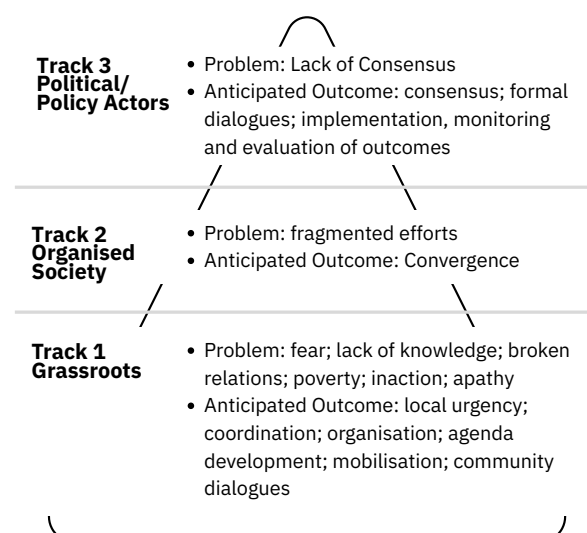 Track 3
Political/
Policy Actors
• Problem: Lack of Consensus
• Anticipated Outcome: consensus; formal
dialogues; implementation, monitoring
and evaluation of outcomes
Track 2
Organised
Society
• Problem: fragmented efforts
• Anticipated Outcome: Convergence
Track 1
Grassroots
• Problem: fear; lack of knowledge; broken
relations; poverty; inaction; apathy
• Anticipated Outcome: local urgency;
coordination; organisation; agenda
development; mobilisation; community
dialogues